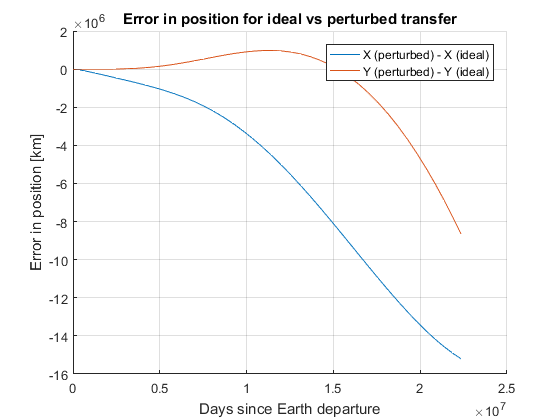 Error in position for ideal vs perturbed transfer
×10^6
X (perturbed) - X (ideal)
Y (perturbed) - Y (ideal)
Error in position [km]
2
0
-2
-4
-6
-8
-10
-12
-14
-16
0 0.5 1 1.5 2 2.5
×10^7
Days since Earth departure